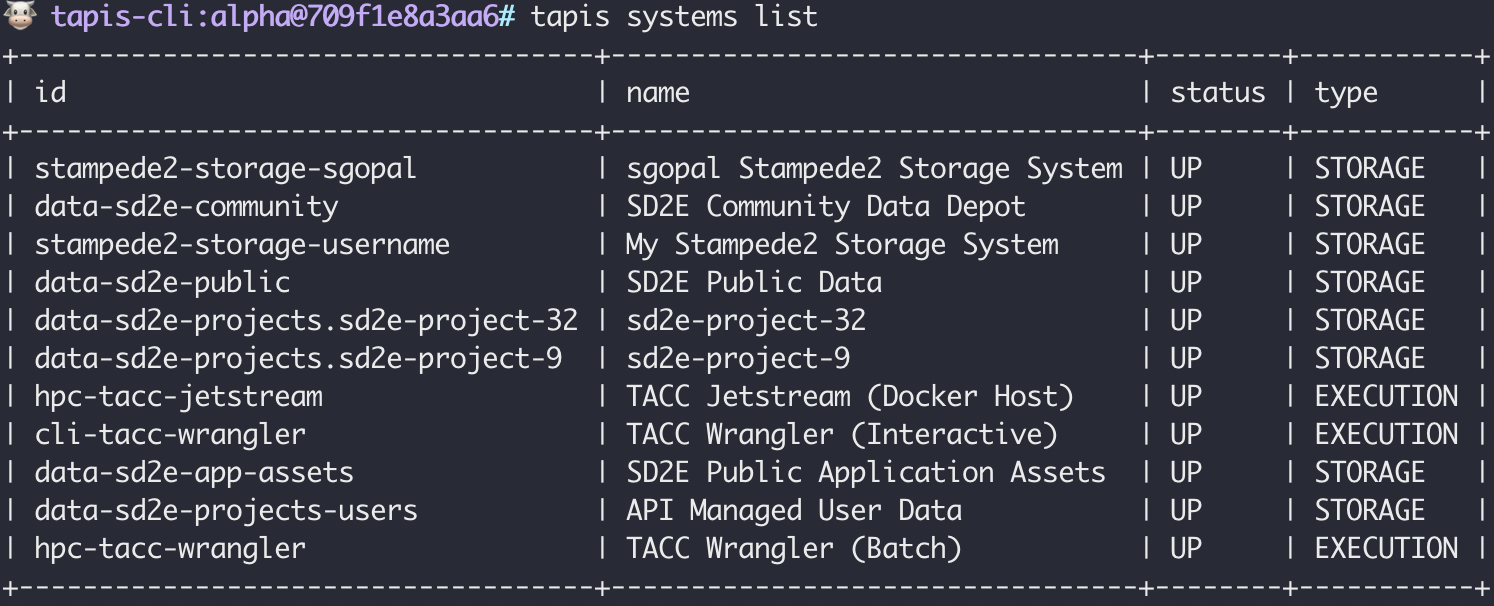 🐮 tapis-cli:alpha@709f1e8a3aa6# tapis systems list
+------------------------------------+---------------------------------+--------+-----------+
| id                                 | name                            | status | type      |
+------------------------------------+---------------------------------+--------+-----------+
| stampede2-storage-sgopal           | sgopal Stampede2 Storage System | UP     | STORAGE   |
| data-sd2e-community                | SD2E Community Data Depot       | UP     | STORAGE   |
| stampede2-storage-username         | My Stampede2 Storage System     | UP     | STORAGE   |
| data-sd2e-public                   | SD2E Public Data                | UP     | STORAGE   |
| data-sd2e-projects.sd2e-project-32 | sd2e-project-32                 | UP     | STORAGE   |
| data-sd2e-projects.sd2e-project-9  | sd2e-project-9                  | UP     | STORAGE   |
| hpc-tacc-jetstream                 | TACC Jetstream (Docker Host)    | UP     | EXECUTION |
| cli-tacc-wrangler                  | TACC Wrangler (Interactive)     | UP     | EXECUTION |
| data-sd2e-app-assets               | SD2E Public Application Assets  | UP     | STORAGE   |
| data-sd2e-projects-users           | API Managed User Data           | UP     | STORAGE   |
| hpc-tacc-wrangler                  | TACC Wrangler (Batch)           | UP     | EXECUTION |
+------------------------------------+---------------------------------+--------+-----------+